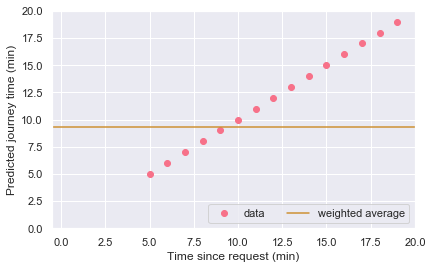 20.0
17.5
15.0
12.5
10.0
7.5
5.0
2.5
0.0
Predicted journey time (min)
data weighted average
0.0 2.5 5.0 7.5 10.0 12.5 15.0 17.5 20.0
Time since request (min)